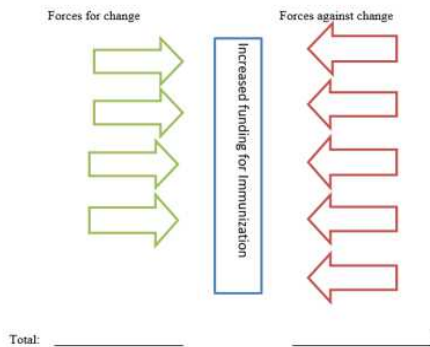 Forces for change
Forces against change
Increased funding for Immunization
Total: